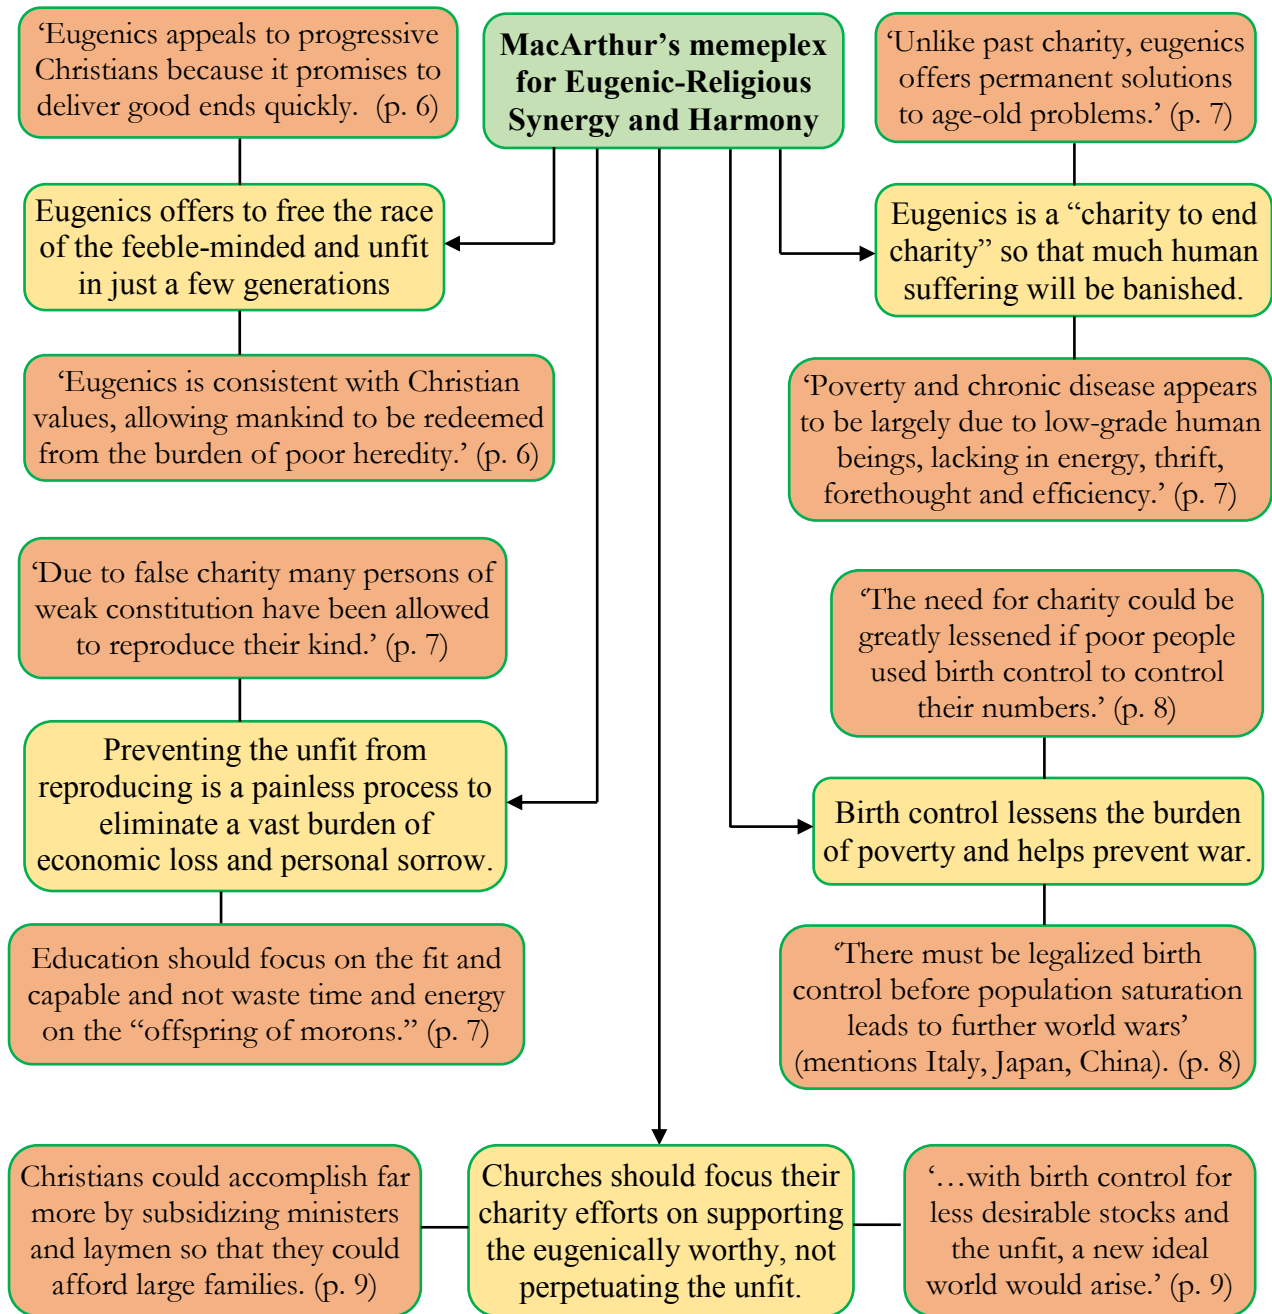 MacArthur’s memeplex
for Eugenic-Religious
Synergy and Harmony
‘Eugenics appeals to progressive
Christians because it promises to
deliver good ends quickly.  (p. 6)
Eugenics offers to free the race
of the feeble-minded and unfit
in just a few generations
‘Eugenics is consistent with Christian
values, allowing mankind to be redeemed
from the burden of poor heredity.’ (p. 6)
‘Unlike past charity, eugenics
offers permanent solutions
to age-old problems.’ (p. 7)
Eugenics is a “charity to end
charity” so that much human
suffering will be banished.
‘Poverty and chronic disease appears
to be largely due to low-grade human
beings, lacking in energy, thrift,
forethought and efficiency.’ (p. 7)
‘Due to false charity many persons of
weak constitution have been allowed
to reproduce their kind.’ (p. 7)
Preventing the unfit from
reproducing is a painless process to
eliminate a vast burden of
economic loss and personal sorrow.
Education should focus on the fit and
capable and not waste time and energy
on the “offspring of morons.” (p. 7)
‘The need for charity could be
greatly lessened if poor people
used birth control to control
their numbers.’ (p. 8)
Birth control lessens the burden
of poverty and helps prevent war.
‘There must be legalized birth
control before population saturation
leads to further world wars’
(mentions Italy, Japan, China). (p. 8)
Christians could accomplish far
more by subsidizing ministers
and laymen so that they could
afford large families. (p. 9)
Churches should focus their
charity efforts on supporting
the eugenically worthy, not
perpetuating the unfit.
‘…with birth control for
less desirable stocks and
the unfit, a new ideal
world would arise.’ (p. 9)